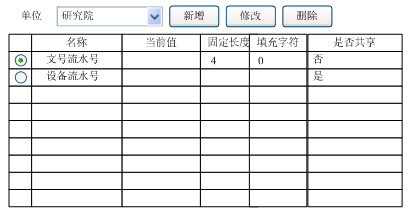 单位 研究院 新增 修改 删除
名称 当前值 固定长度 填充字符 是否共享
文号流水号 4 0 否
设备流水号 是